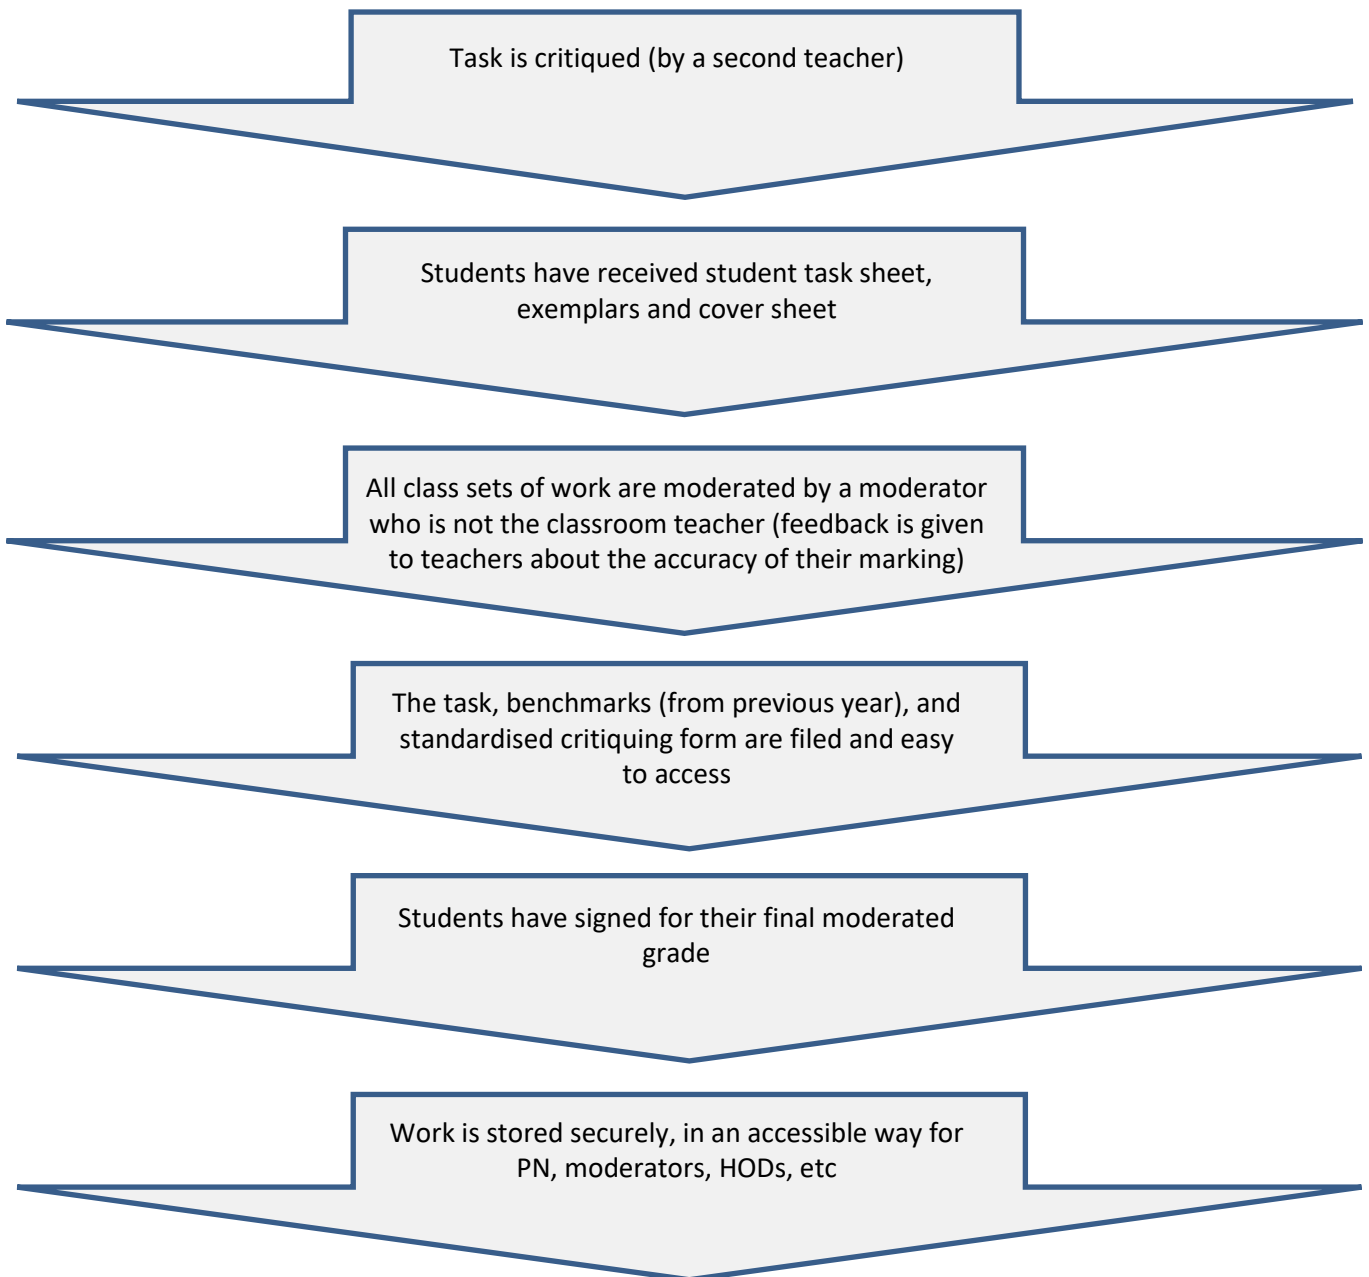 Task is critiqued (by a second teacher)
Students have received student task sheet,
exemplars and cover sheet
All class sets of work are moderated by a moderator
who is not the classroom teacher (feedback is given
to teachers about the accuracy of their marking)
The task, benchmarks (from previous year), and
standardised critiquing form are filed and easy
to access
Students have signed for their final moderated
grade
Work is stored securely, in an accessible way for
PN, moderators, HODs, etc